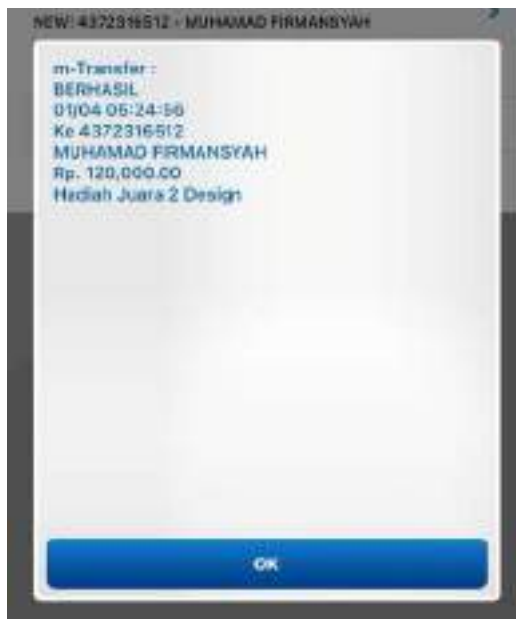 NEW: 4372316512 - MUHAMAD FIRMANSYAH
m-Transfer :
BERHASIL
01/04 05:24:56
Ke 4372316512
MUHAMAD FIRMANSYAH
Rp. 120,000.00
Hadiah Juara 2 Design
OK